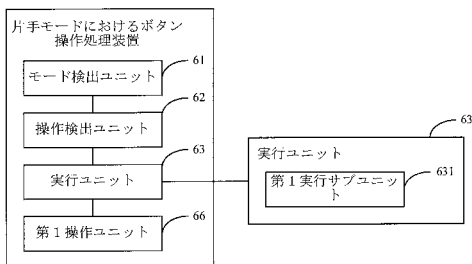 片手モードにおけるボタン
操作処理装置
61
モード検出ユニット
62
操作検出ユニット
63
実行ユニット
66
第1操作ユニット
63
実行ユニット
631
第1実行サブユニッ
ト